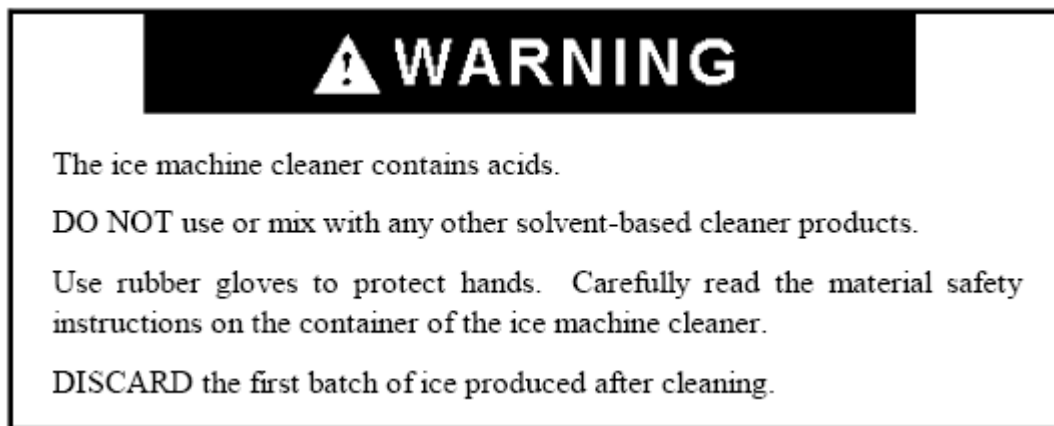 WARNING
The ice machine cleaner contains acids.
DO NOT use or mix with any other solvent-based cleaner products.
Use rubber gloves to protect hands. Carefully read the material safety
instructions on the container of the ice machine cleaner.
DISCARD the first batch of ice produced after cleaning.